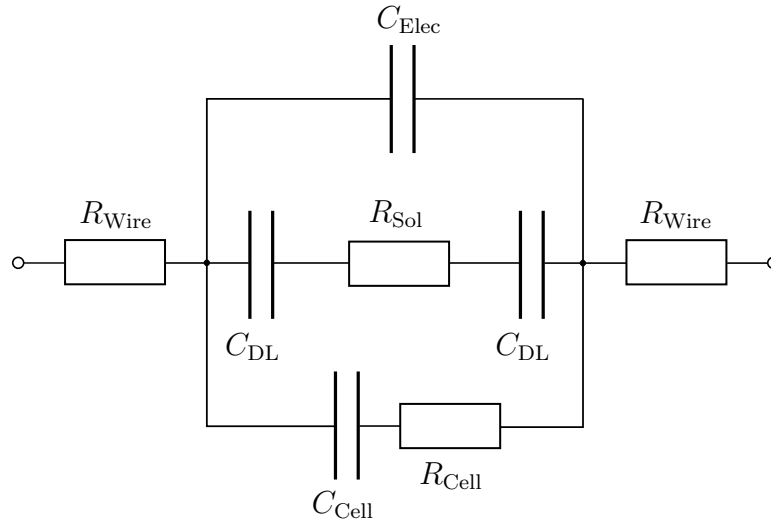 C_Elec
R_Wire
R_Sol
R_Wire
C_DL
C_DL
C_Cell
R_Cell